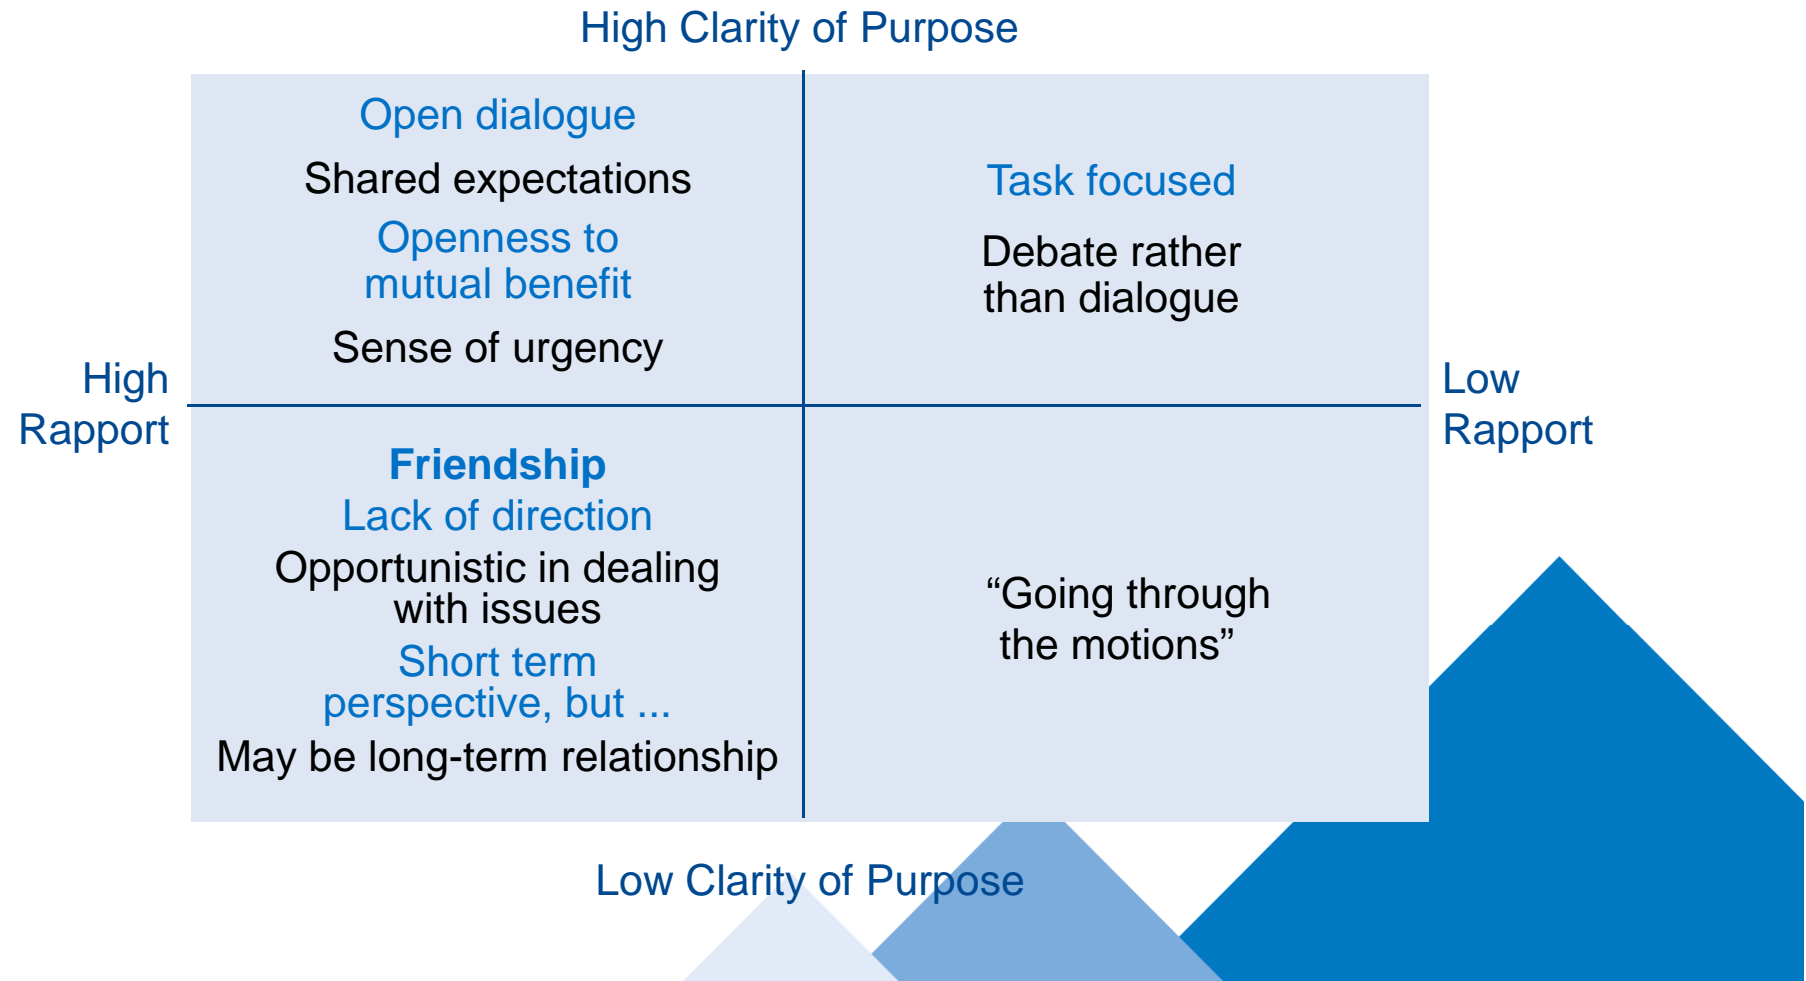 High Clarity of Purpose
Open dialogue
Shared expectations
Openness to
mutual benefit
Sense of urgency
Task focused
Debate rather
than dialogue
High
Rapport
Low
Rapport
Friendship
Lack of direction
Opportunistic in dealing
with issues
Short term
perspective, but ...
May be long-term relationship
“Going through
the motions”
Low Clarity of Purpose